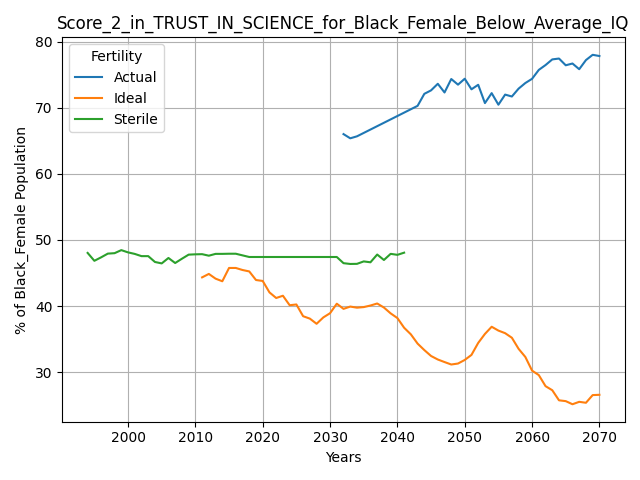 Score_2_in_TRUST_IN_SCIENCE_for_Black_Female_Below_Average_IQ
Fertility
Actual
Ideal
Sterile
80
70
60
50
40
30
% of Black_Female Population
2000 2010 2020 2030 2040 2050 2060 2070
Years